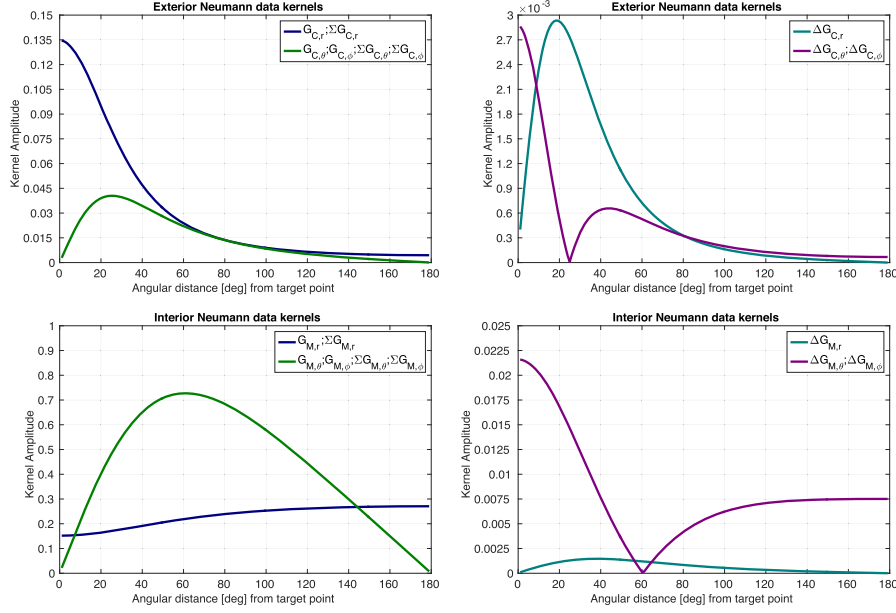 Exterior Neumann data kernels
0.15
0.135
0.12
0.105
0.09
0.075
0.06
0.045
0.03
0.015
0
Kernel Amplitude
G_{C,r};ΣG_{C,r}
G_{C,θ};G_{C,ϕ};ΣG_{C,θ};ΣG_{C,ϕ}
0 20 40 60 80 100 120 140 160 180
Angular distance [deg] from target point
Exterior Neumann data kernels
×10^{-3}
3
2.7
2.4
2.1
1.8
1.5
1.2
0.9
0.6
0.3
0
Kernel Amplitude
ΔG_{C,r}
ΔG_{C,θ};ΔG_{C,ϕ}
0 20 40 60 80 100 120 140 160 180
Angular distance [deg] from target point
Interior Neumann data kernels
1
0.9
0.8
0.7
0.6
0.5
0.4
0.3
0.2
0.1
0
Kernel Amplitude
G_{M,r};ΣG_{M,r}
G_{M,θ};G_{M,ϕ};ΣG_{M,θ};ΣG_{M,ϕ}
0 20 40 60 80 100 120 140 160 180
Angular distance [deg] from target point
Interior Neumann data kernels
0.025
0.0225
0.02
0.0175
0.015
0.0125
0.01
0.0075
0.005
0.0025
0
Kernel Amplitude
ΔG_{M,r}
ΔG_{M,θ};ΔG_{M,ϕ}
0 20 40 60 80 100 120 140 160 180
Angular distance [deg] from target point